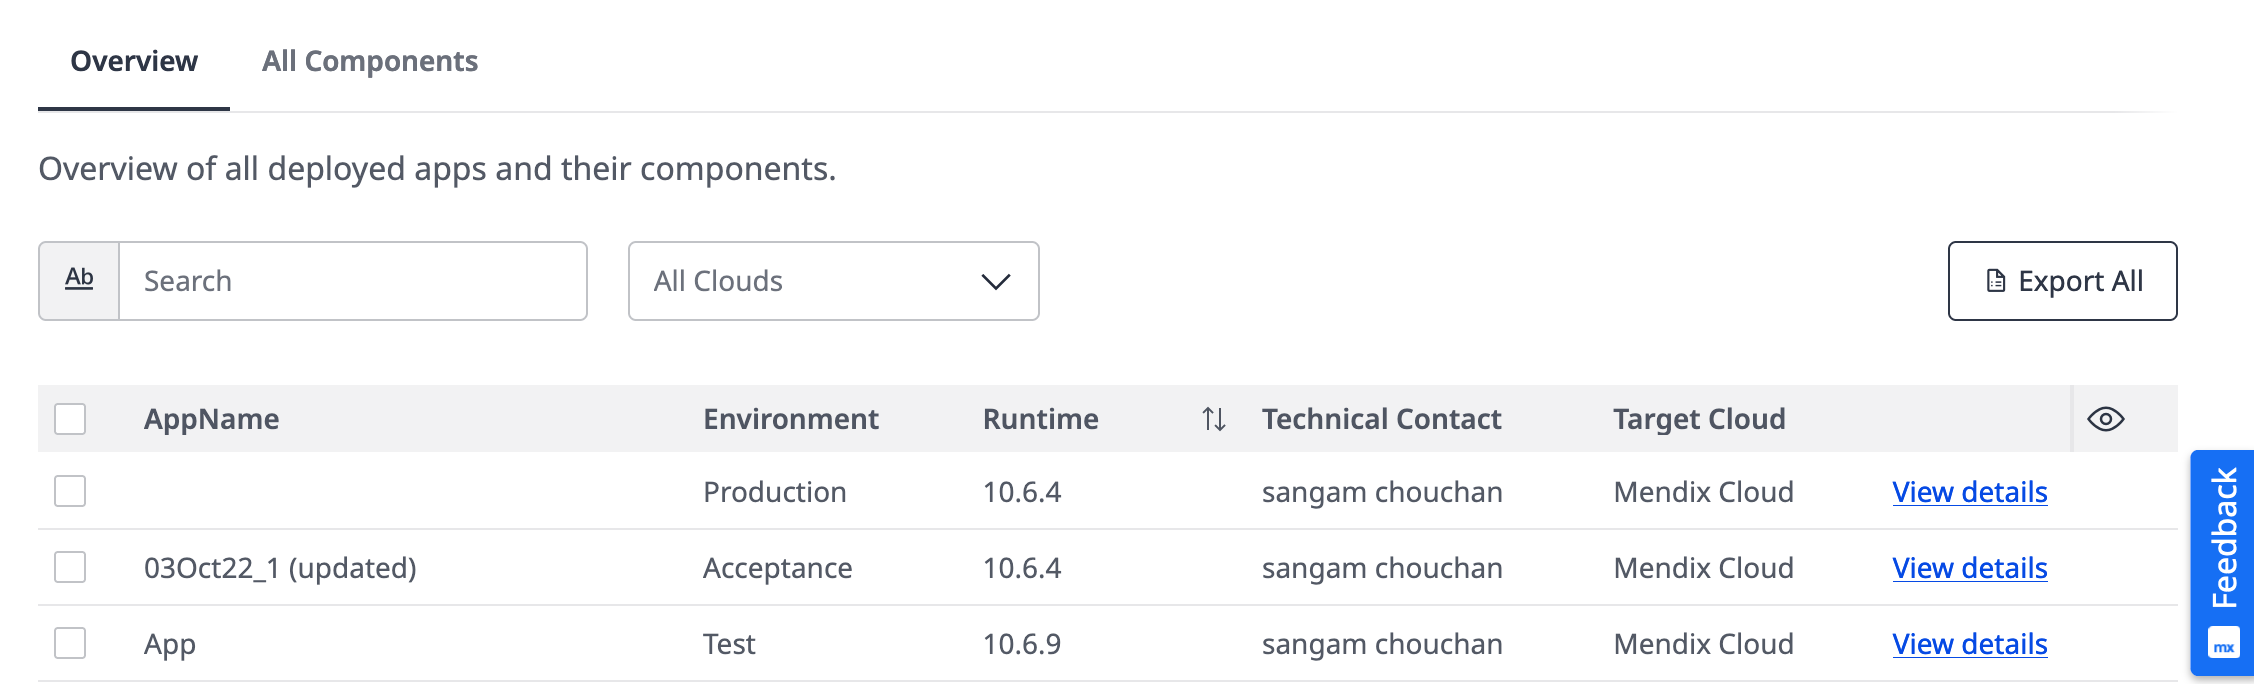 Overview All Components
Overview of all deployed apps and their components.
Ab Search All Clouds Export All
AppName Environment Runtime Technical Contact Target Cloud
Production 10.6.4 sangam chouchan Mendix Cloud View details
03Oct22_1 (updated) Acceptance 10.6.4 sangam chouchan Mendix Cloud View details
App Test 10.6.9 sangam chouchan Mendix Cloud View details
Feedback
mx